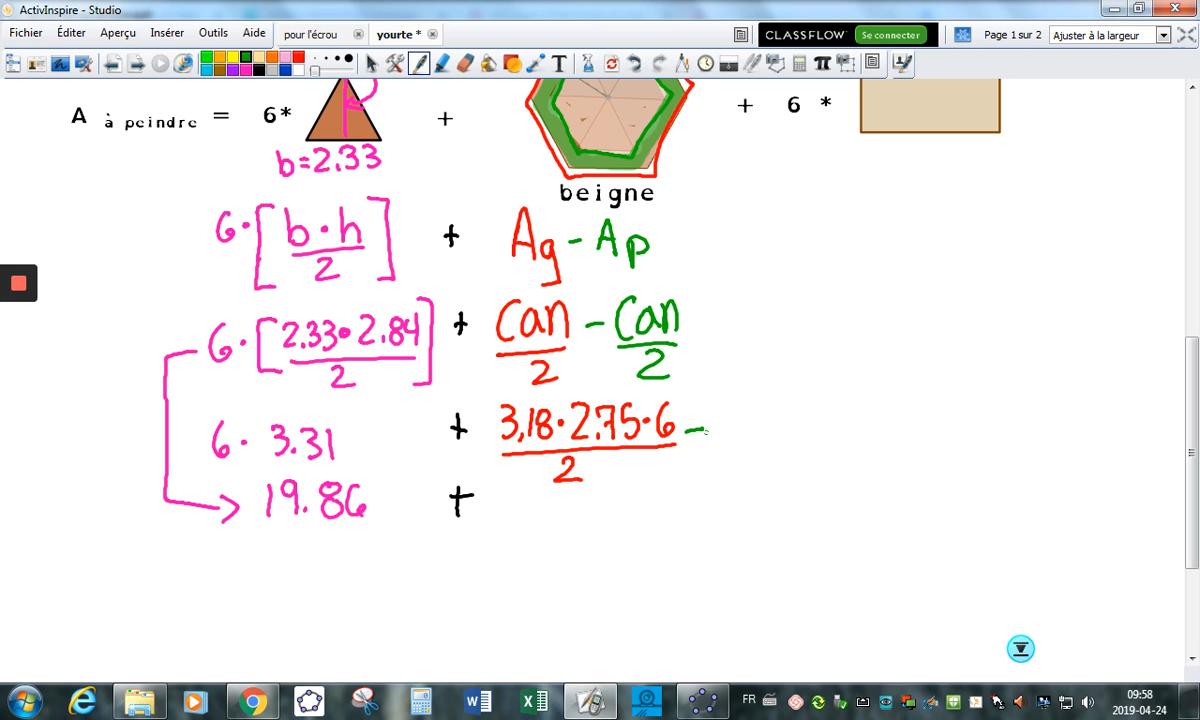 ActivInspire - Studio
Fichier Éditer Aperçu Insérer Outils Aide pour l'écrou yourte * CLASSFLOW Se connecter Page 1 sur 2 Ajuster à la largeur
A à peindre = 6* + + 6 *
b=2.33
beigne
6·[b·h/2] + Ag - Ap
6·[2.33·2.84/2] + can/2 - can/2
6·3.31 + 3,18·2.75·6/2 -
19.86 +
FR 09:58
2019-04-24